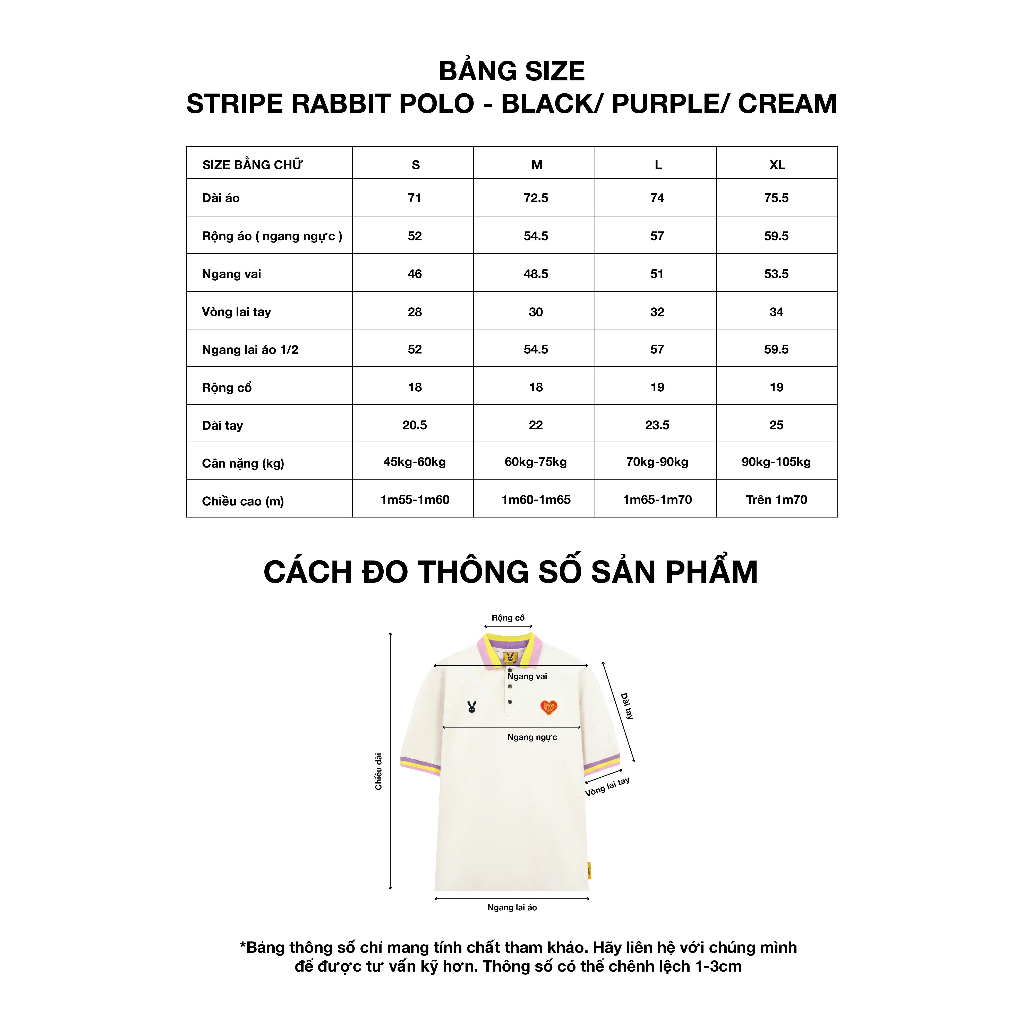 BẢNG SIZE
STRIPE RABBIT POLO - BLACK/ PURPLE/ CREAM
SIZE BẰNG CHỮ S M L XL
Dài áo 71 72.5 74 75.5
Rộng áo ( ngang ngực ) 52 54.5 57 59.5
Ngang vai 46 48.5 51 53.5
Vòng lai tay 28 30 32 34
Ngang lai áo 1/2 52 54.5 57 59.5
Rộng cổ 18 18 19 19
Dài tay 20.5 22 23.5 25
Cân nặng (kg) 45kg-60kg 60kg-75kg 70kg-90kg 90kg-105kg
Chiều cao (m) 1m55-1m60 1m60-1m65 1m65-1m70 Trên 1m70
CÁCH ĐO THÔNG SỐ SẢN PHẨM
Rộng cổ
Ngang vai
Dài tay
Ngang ngực
Chiều dài
Vòng lai tay
Ngang lai áo
*Bảng thông số chỉ mang tính chất tham khảo. Hãy liên hệ với chúng mình
để được tư vấn kỹ hơn. Thông số có thể chênh lệch 1-3cm